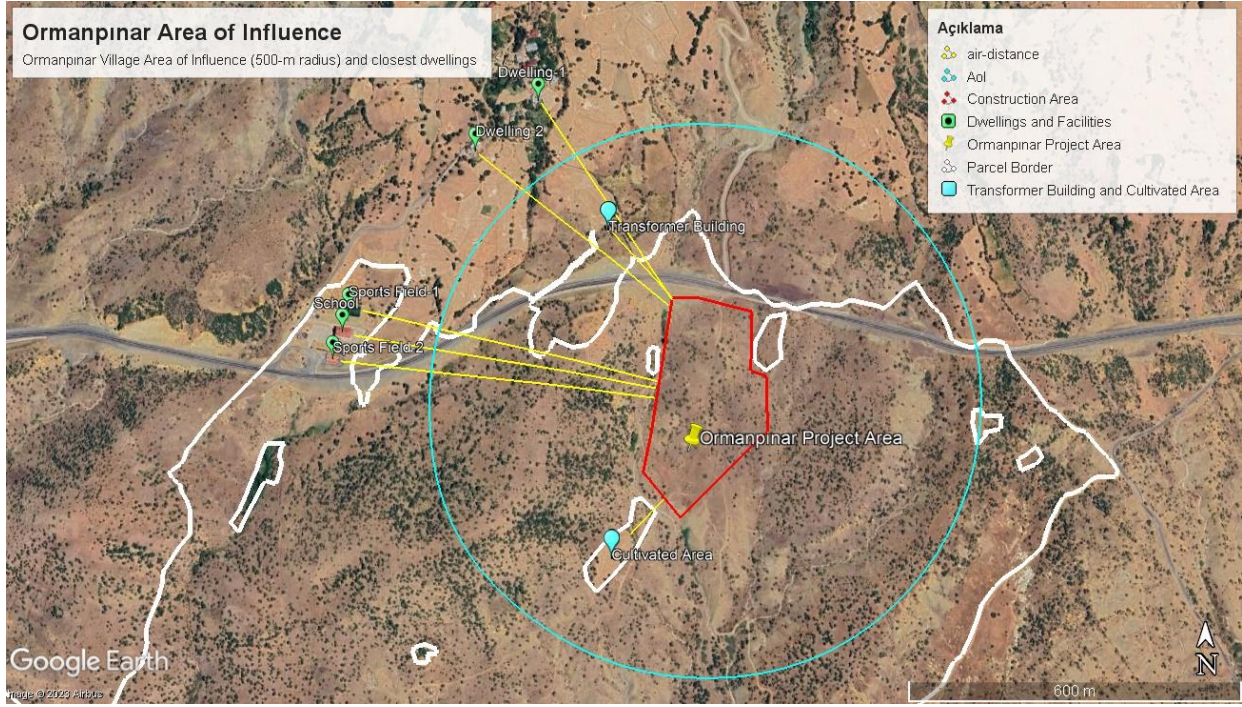 Ormanpınar Area of Influence
Ormanpınar Village Area of Influence (500-m radius) and closest dwellings
Açıklama
air-distance
AoI
Construction Area
Dwellings and Facilities
Ormanpınar Project Area
Parcel Border
Transformer Building and Cultivated Area
Dwelling-1
Dwelling-2
Transformer Building
Sports Field-1
School
Sports Field-2
Ormanpınar Project Area
Cultivated Area
Google Earth
Image © 2023 Airbus
N
600 m